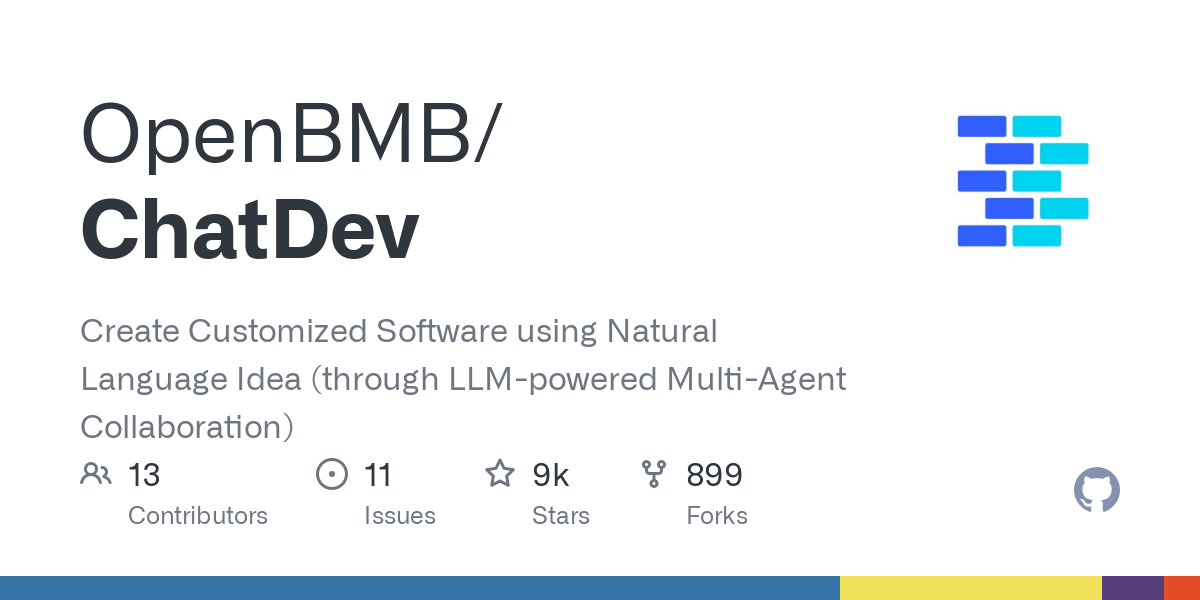 OpenBMB/
ChatDev
Create Customized Software using Natural
Language Idea (through LLM-powered Multi-Agent
Collaboration)
13 11 9k 899
Contributors Issues Stars Forks